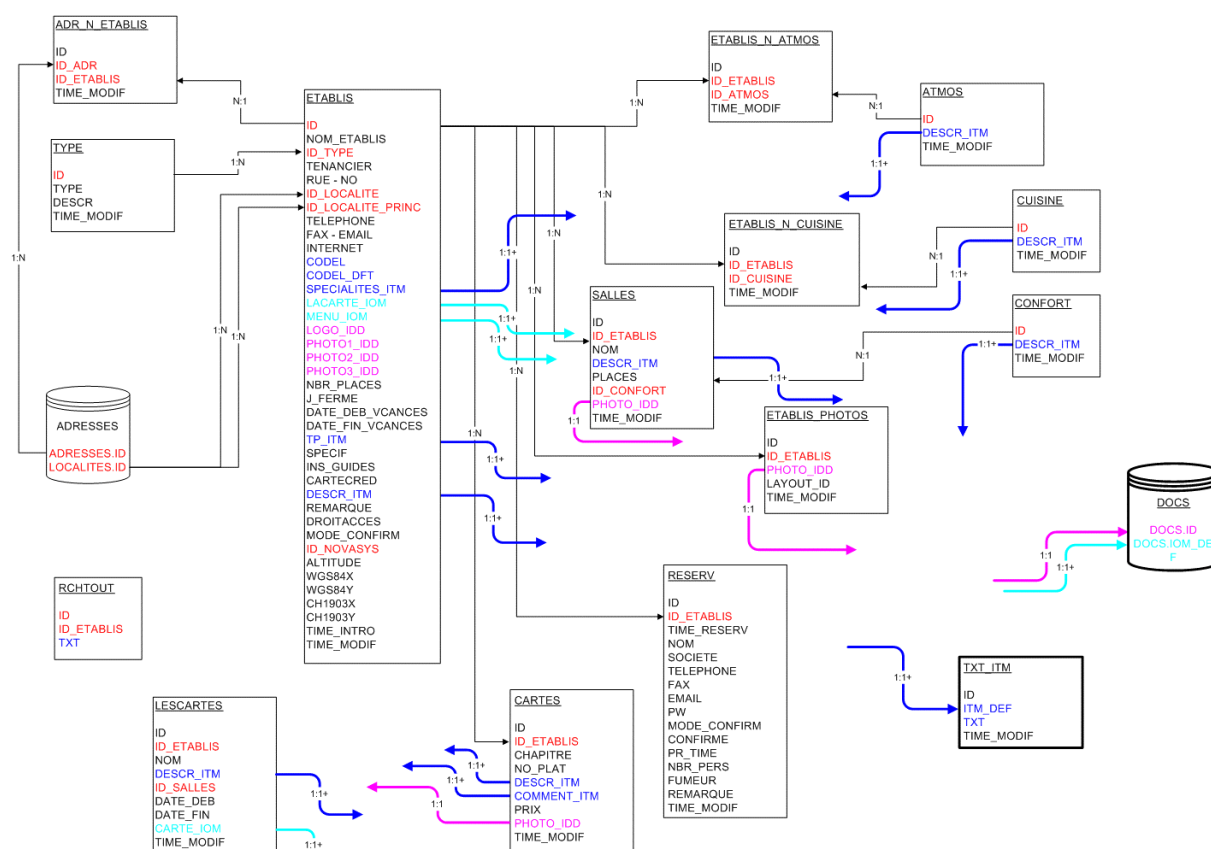 ADR_N_ETABLIS
ID
ID_ADR
ID_ETABLIS
TIME_MODIF
N:1
TYPE
ID
TYPE
DESCR
TIME_MODIF
1:N
1:N
1:N
1:N
ADRESSES
ADRESSES.ID
LOCALITES.ID
RCHTOUT
ID
ID_ETABLIS
TXT
ETABLIS
ID
NOM_ETABLIS
ID_TYPE
TENANCIER
RUE - NO
ID_LOCALITE
ID_LOCALITE_PRINC
TELEPHONE
FAX - EMAIL
INTERNET
CODEL
CODEL_DFT
SPECIALITES_ITM
LACARTE_IOM
MENU_IOM
LOGO_IDD
PHOTO1_IDD
PHOTO2_IDD
PHOTO3_IDD
NBR_PLACES
J_FERME
DATE_DEB_VCANCES
DATE_FIN_VCANCES
TP_ITM
SPECIF
INS_GUIDES
CARTECRED
DESCR_ITM
REMARQUE
DROITACCES
MODE_CONFIRM
ID_NOVASYS
ALTITUDE
WGS84X
WGS84Y
CH1903X
CH1903Y
TIME_INTRO
TIME_MODIF
1:1+
1:1+
1:1+
1:1+
1:1+
1:N
1:N
1:N
1:N
1:N
1:N
ETABLIS_N_ATMOS
ID
ID_ETABLIS
ID_ATMOS
TIME_MODIF
N:1
ATMOS
ID
DESCR_ITM
TIME_MODIF
1:1+
ETABLIS_N_CUISINE
ID
ID_ETABLIS
ID_CUISINE
TIME_MODIF
N:1
CUISINE
ID
DESCR_ITM
TIME_MODIF
1:1+
SALLES
ID
ID_ETABLIS
NOM
DESCR_ITM
PLACES
ID_CONFORT
PHOTO_IDD
TIME_MODIF
1:1+
1:1
N:1
CONFORT
ID
DESCR_ITM
TIME_MODIF
1:1+
ETABLIS_PHOTOS
ID
ID_ETABLIS
PHOTO_IDD
LAYOUT_ID
TIME_MODIF
1:1
DOCS
DOCS.ID
DOCS.IOM_DE
F
1:1
1:1+
RESERV
ID
ID_ETABLIS
TIME_RESERV
NOM
SOCIETE
TELEPHONE
FAX
EMAIL
PW
MODE_CONFIRM
CONFIRME
PR_TIME
NBR_PERS
FUMEUR
REMARQUE
TIME_MODIF
TXT_ITM
ID
ITM_DEF
TXT
TIME_MODIF
1:1+
LESCARTES
ID
ID_ETABLIS
NOM
DESCR_ITM
ID_SALLES
DATE_DEB
DATE_FIN
CARTE_IOM
TIME_MODIF
1:1+
1:1+
CARTES
ID
ID_ETABLIS
CHAPITRE
NO_PLAT
DESCR_ITM
COMMENT_ITM
PRIX
PHOTO_IDD
TIME_MODIF
1:1+
1:1+
1:1